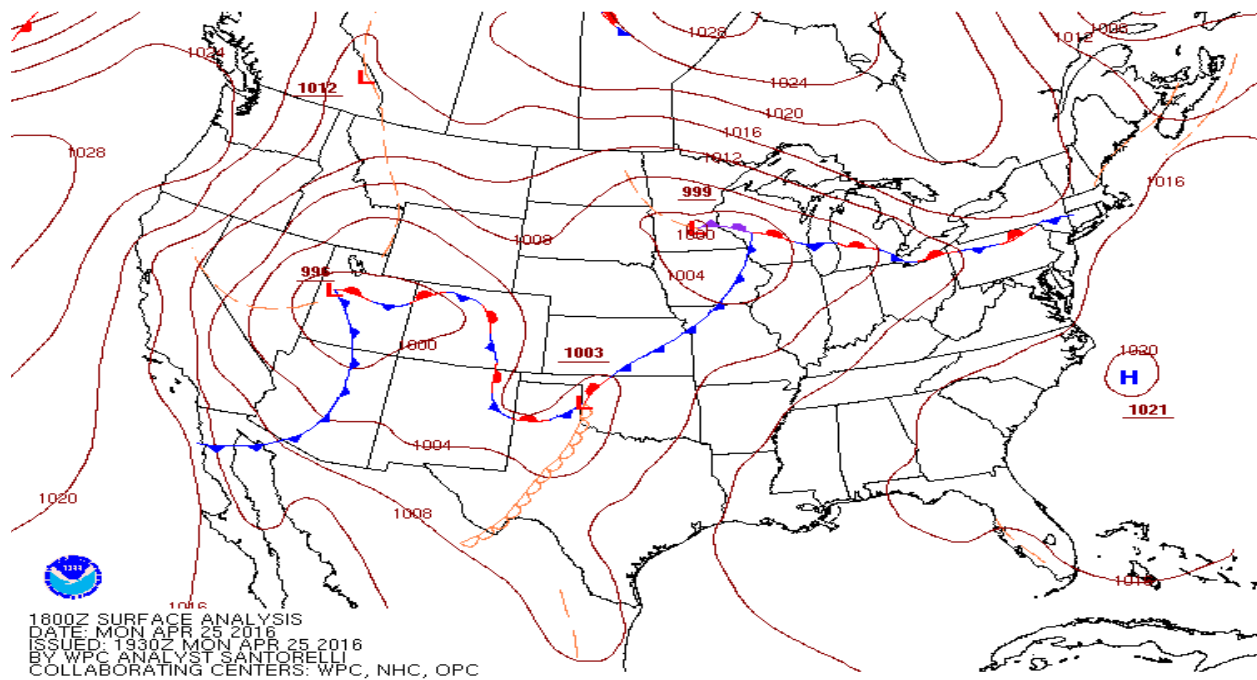 1028
1008
1012
1024
1024
1012
1020
1028
1016
1012
1016
999
1000
1008
1004
996
1000
1003
1020
1021
H
L
L
L
L
1004
1020
1008
1016
1016
1800Z SURFACE ANALYSIS
DATE: MON APR 25 2016
ISSUED: 1930Z MON APR 25 2016
BY WPC ANALYST SANTORELLI
COLLABORATING CENTERS: WPC, NHC, OPC